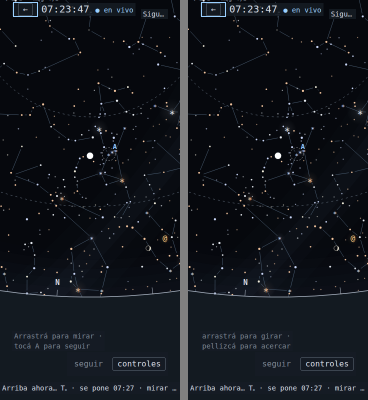 ← 07:23:47 ● en vivo Sigu…
A
N
Arrastrá para mirar ·
tocá A para seguir
seguir controles
Arriba ahora… T. · se pone 07:27 · mirar …
← 07:23:47 ● en vivo Sigu…
A
N
arrastrá para girar ·
pellizcá para acercar
seguir controles
Arriba ahora… T. · se pone 07:27 · mirar …